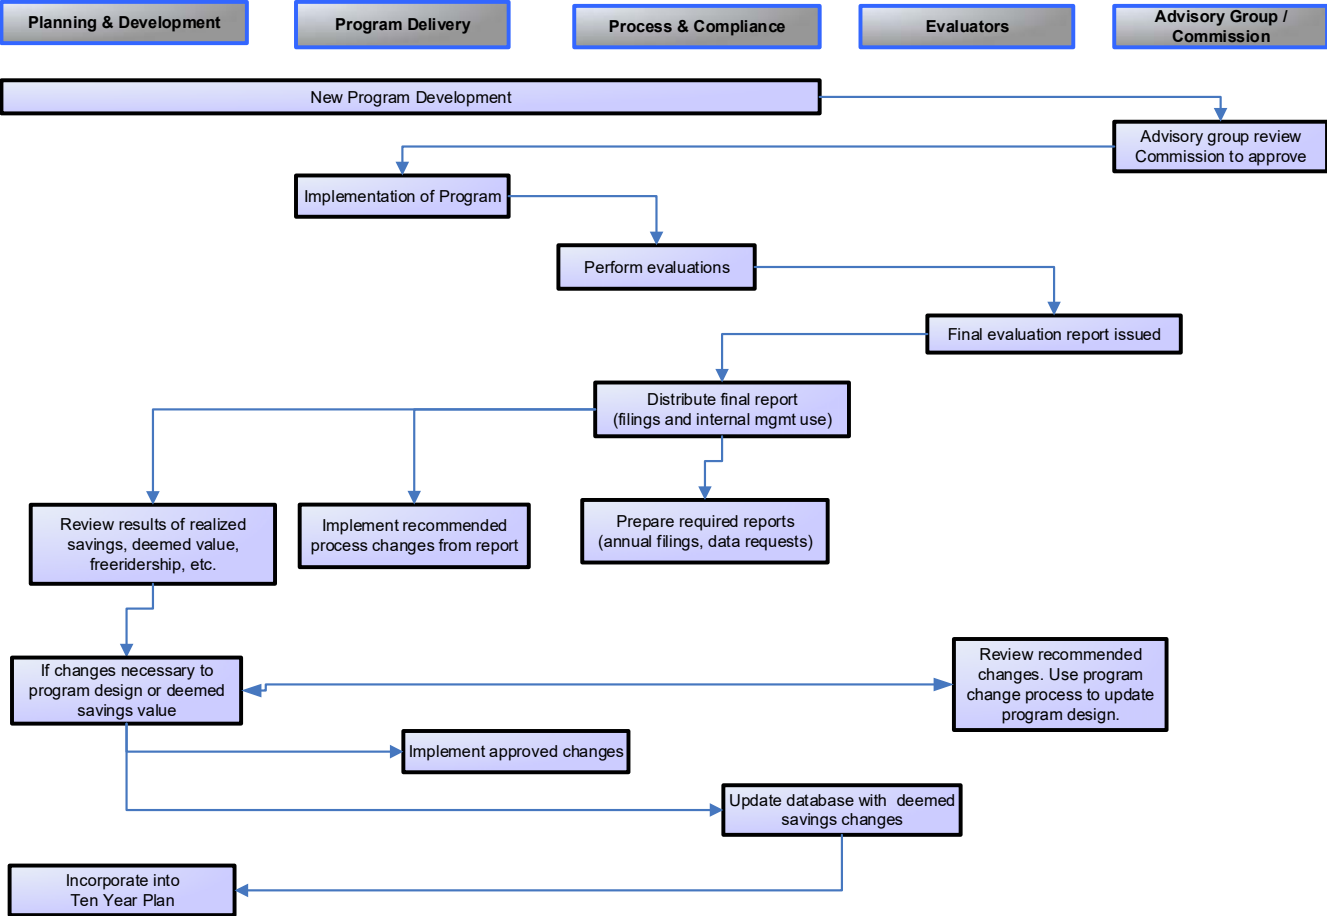 Planning & Development
Program Delivery
Process & Compliance
Evaluators
Advisory Group /
Commission
New Program Development
Advisory group review
Commission to approve
Implementation of Program
Perform evaluations
Final evaluation report issued
Distribute final report
(filings and internal mgmt use)
Review results of realized
savings, deemed value,
freeridership, etc.
Implement recommended
process changes from report
Prepare required reports
(annual filings, data requests)
If changes necessary to
program design or deemed
savings value
Review recommended
changes. Use program
change process to update
program design.
Implement approved changes
Update database with deemed
savings changes
Incorporate into
Ten Year Plan